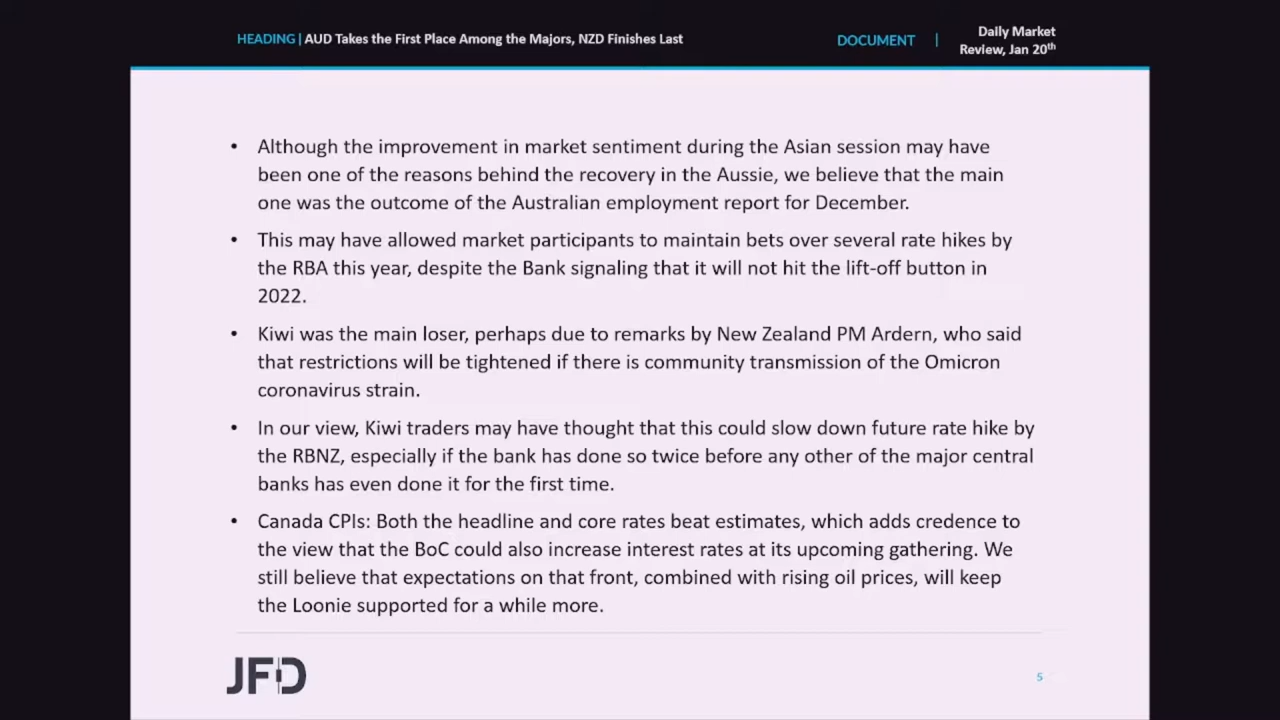 HEADING | AUD Takes the First Place Among the Majors, NZD Finishes Last
DOCUMENT | Daily Market
Review, Jan 20th
• Although the improvement in market sentiment during the Asian session may have
been one of the reasons behind the recovery in the Aussie, we believe that the main
one was the outcome of the Australian employment report for December.
• This may have allowed market participants to maintain bets over several rate hikes by
the RBA this year, despite the Bank signaling that it will not hit the lift-off button in
2022.
• Kiwi was the main loser, perhaps due to remarks by New Zealand PM Ardern, who said
that restrictions will be tightened if there is community transmission of the Omicron
coronavirus strain.
• In our view, Kiwi traders may have thought that this could slow down future rate hike by
the RBNZ, especially if the bank has done so twice before any other of the major central
banks has even done it for the first time.
• Canada CPIs: Both the headline and core rates beat estimates, which adds credence to
the view that the BoC could also increase interest rates at its upcoming gathering. We
still believe that expectations on that front, combined with rising oil prices, will keep
the Loonie supported for a while more.
JFD
5